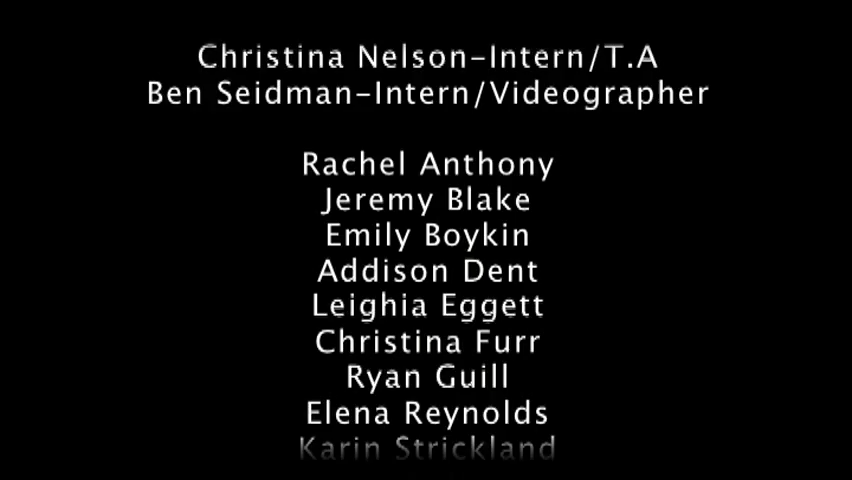 Christina Nelson-Intern/T.A
Ben Seidman-Intern/Videographer
Rachel Anthony
Jeremy Blake
Emily Boykin
Addison Dent
Leighia Eggett
Christina Furr
Ryan Guill
Elena Reynolds
Karin Strickland